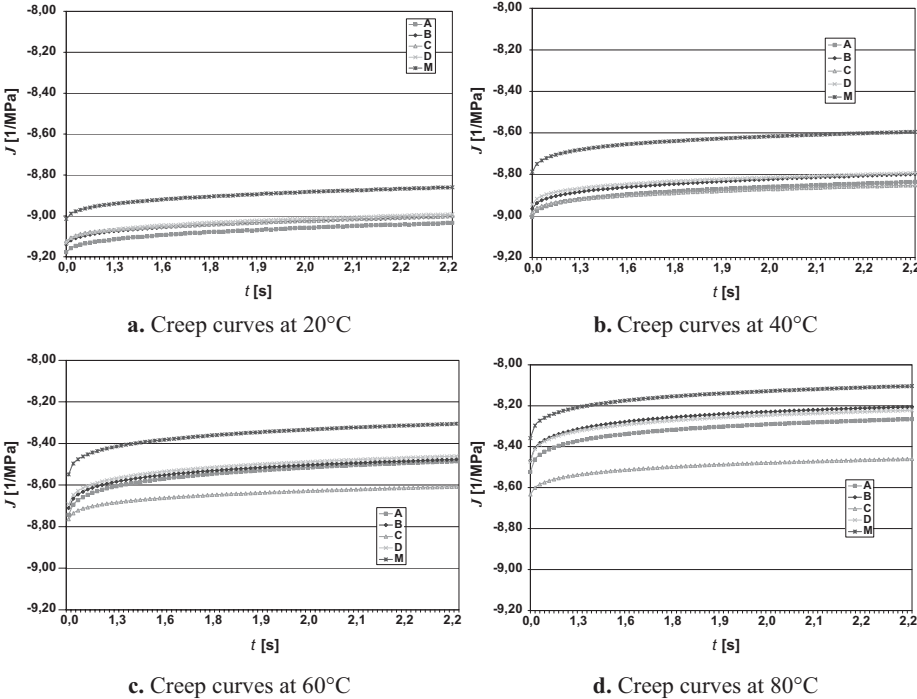 -8,00
-8,20
-8,40
-8,60
-8,80
-9,00
-9,20
J [1/MPa]
A
B
C
D
M
0,0 1,3 1,6 1,8 1,9 2,0 2,1 2,2 2,2
t [s]
a. Creep curves at 20°C
-8,00
-8,20
-8,40
-8,60
-8,80
-9,00
-9,20
J [1/MPa]
A
B
C
D
M
0,0 1,3 1,6 1,8 1,9 2,0 2,1 2,2 2,2
t [s]
b. Creep curves at 40°C
-8,00
-8,20
-8,40
-8,60
-8,80
-9,00
-9,20
J [1/MPa]
A
B
C
D
M
0,0 1,3 1,6 1,8 1,9 2,0 2,1 2,2 2,2
t [s]
c. Creep curves at 60°C
-8,00
-8,20
-8,40
-8,60
-8,80
-9,00
-9,20
J [1/MPa]
A
B
C
D
M
0,0 1,3 1,6 1,8 1,9 2,0 2,1 2,2 2,2
t [s]
d. Creep curves at 80°C